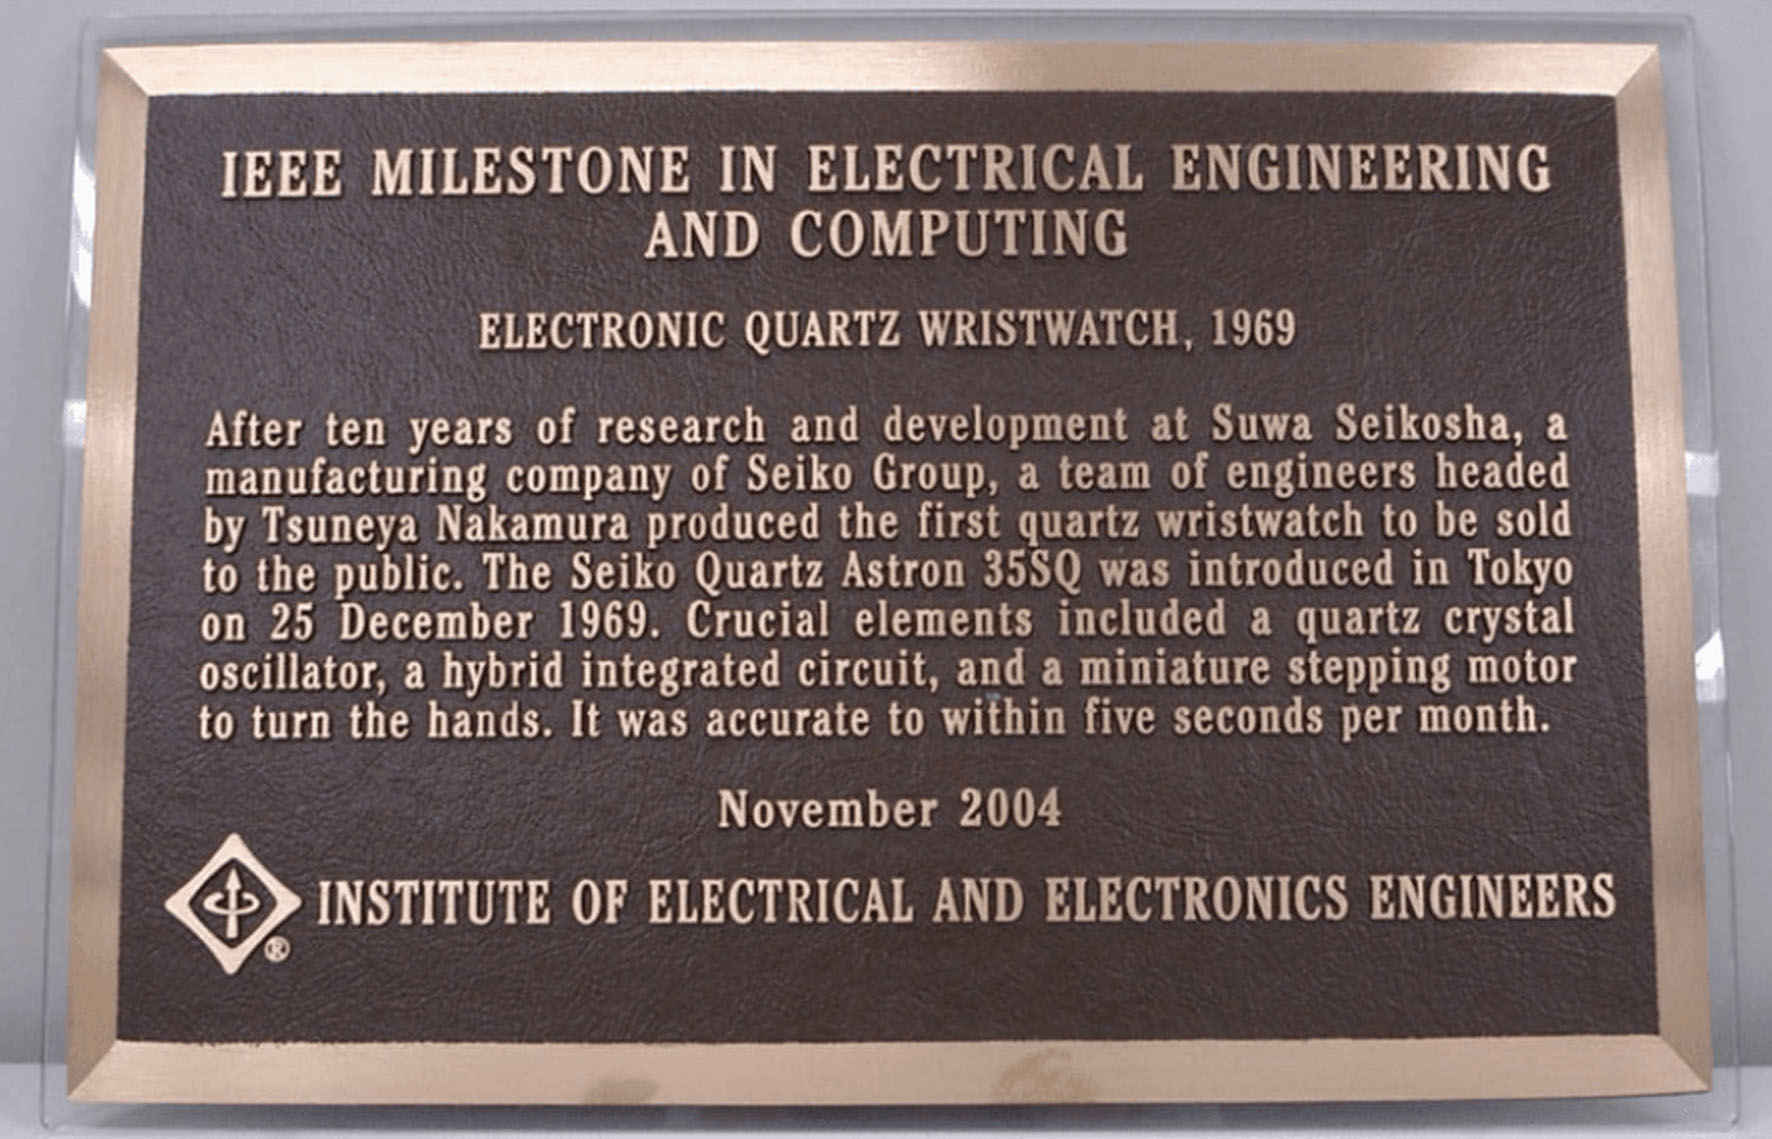 IEEE MILESTONE IN ELECTRICAL ENGINEERING
AND COMPUTING
ELECTRONIC QUARTZ WRISTWATCH, 1969
After ten years of research and development at Suwa Seikosha, a
manufacturing company of Seiko Group, a team of engineers headed
by Tsuneya Nakamura produced the first quartz wristwatch to be sold
to the public. The Seiko Quartz Astron 35SQ was introduced in Tokyo
on 25 December 1969. Crucial elements included a quartz crystal
oscillator, a hybrid integrated circuit, and a miniature stepping motor
to turn the hands. It was accurate to within five seconds per month.
November 2004
INSTITUTE OF ELECTRICAL AND ELECTRONICS ENGINEERS
®